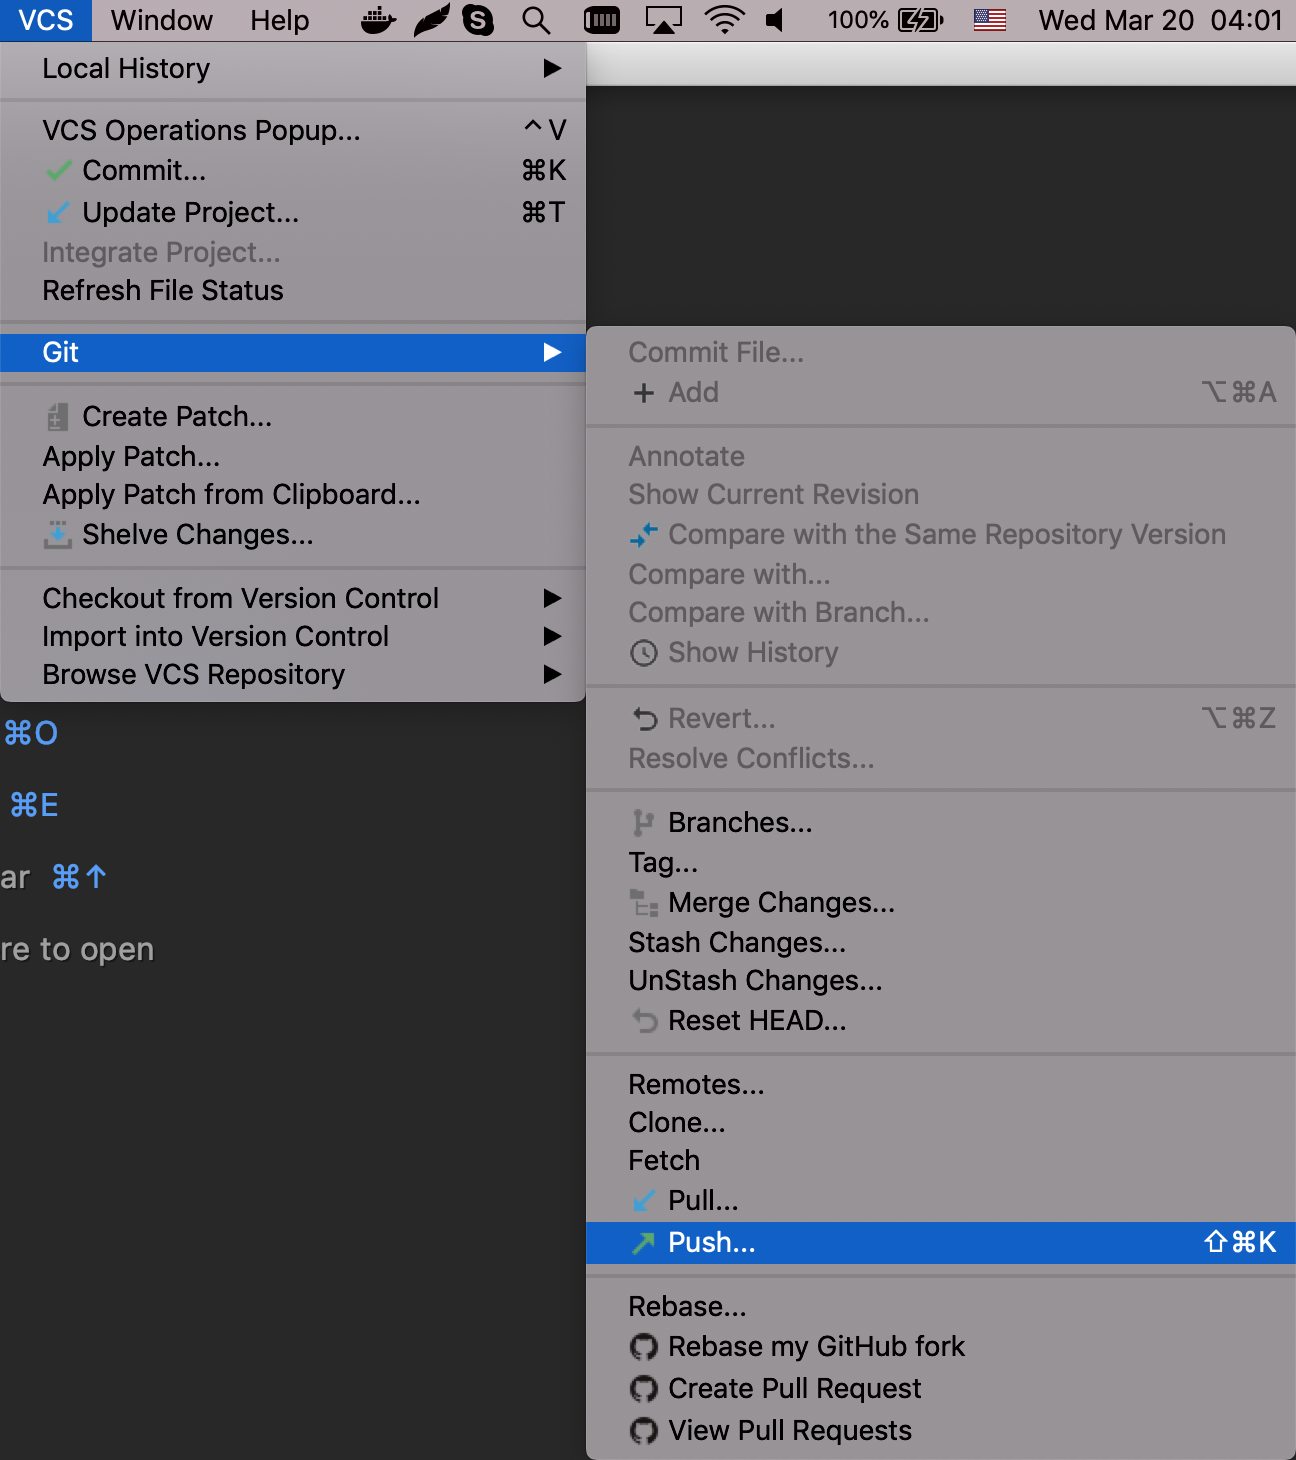 VCS Window Help S 100% Wed Mar 20 04:01
Local History
VCS Operations Popup... ^V
Commit... ⌘K
Update Project... ⌘T
Integrate Project...
Refresh File Status
Git
Create Patch...
Apply Patch...
Apply Patch from Clipboard...
Shelve Changes...
Checkout from Version Control
Import into Version Control
Browse VCS Repository
⌘O
⌘E
ar ⌘↑
re to open
Commit File...
Add ⌥⌘A
Annotate
Show Current Revision
Compare with the Same Repository Version
Compare with...
Compare with Branch...
Show History
Revert... ⌥⌘Z
Resolve Conflicts...
Branches...
Tag...
Merge Changes...
Stash Changes...
UnStash Changes...
Reset HEAD...
Remotes...
Clone...
Fetch
Pull...
Push... ⇧⌘K
Rebase...
Rebase my GitHub fork
Create Pull Request
View Pull Requests